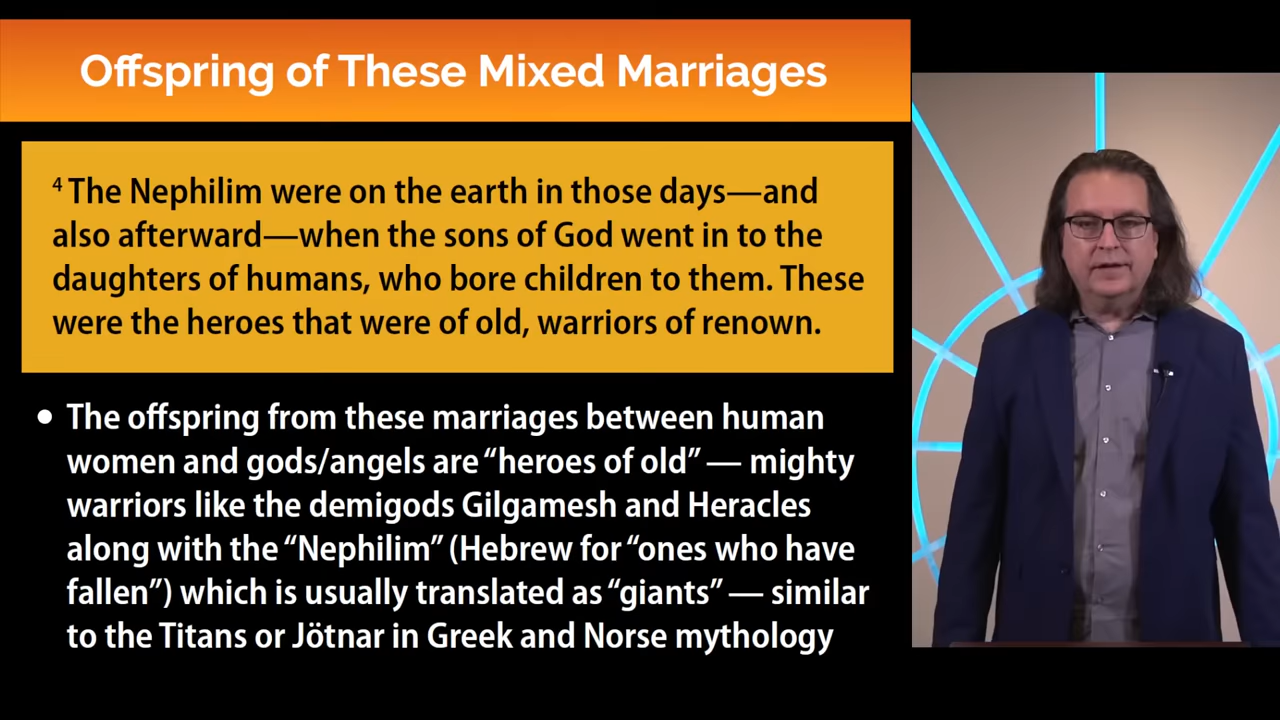 Offspring of These Mixed Marriages
⁴ The Nephilim were on the earth in those days—and
also afterward—when the sons of God went in to the
daughters of humans, who bore children to them. These
were the heroes that were of old, warriors of renown.
• The offspring from these marriages between human
women and gods/angels are “heroes of old” — mighty
warriors like the demigods Gilgamesh and Heracles
along with the “Nephilim” (Hebrew for “ones who have
fallen”) which is usually translated as “giants” — similar
to the Titans or Jötnar in Greek and Norse mythology